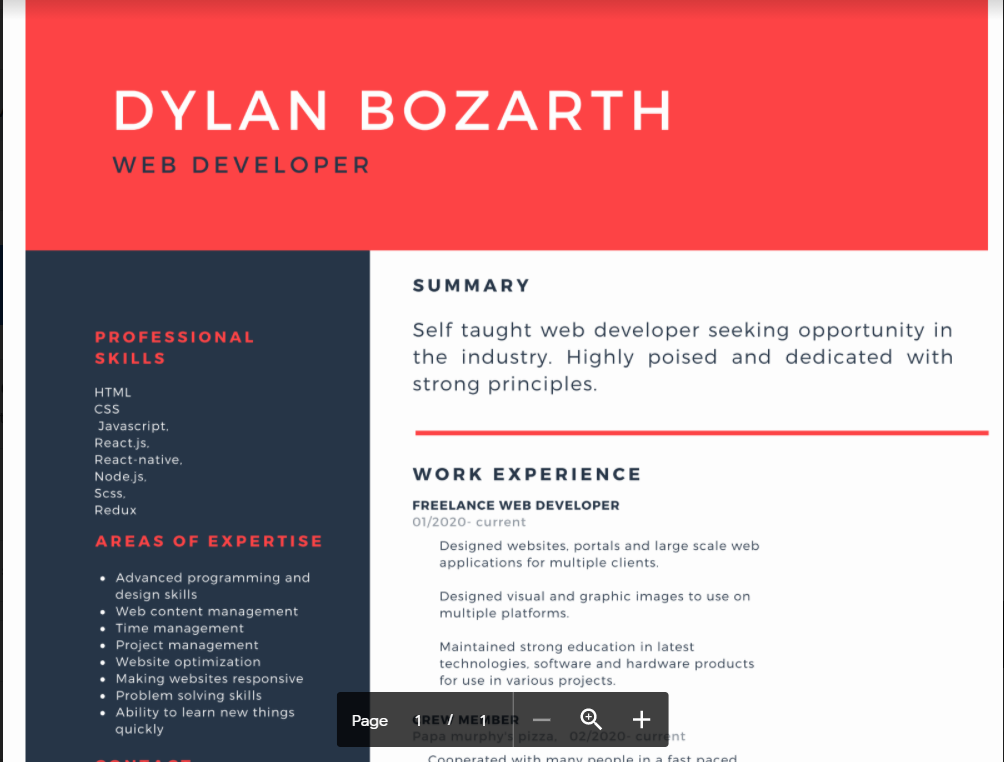 DYLAN BOZARTH
WEB DEVELOPER
PROFESSIONAL
SKILLS
HTML
CSS
Javascript,
React.js,
React-native,
Node.js,
Scss,
Redux
AREAS OF EXPERTISE
• Advanced programming and
design skills
• Web content management
• Time management
• Project management
• Website optimization
• Making websites responsive
• Problem solving skills
• Ability to learn new things
quickly
CONTACT
SUMMARY
Self taught web developer seeking opportunity in
the industry. Highly poised and dedicated with
strong principles.
WORK EXPERIENCE
FREELANCE WEB DEVELOPER
01/2020- current
Designed websites, portals and large scale web
applications for multiple clients.
Designed visual and graphic images to use on
multiple platforms.
Maintained strong education in latest
technologies, software and hardware products
for use in various projects.
CREW MEMBER
Papa murphy's pizza, 02/2020- current
Cooperated with many people in a fast paced
Page 1 / 1